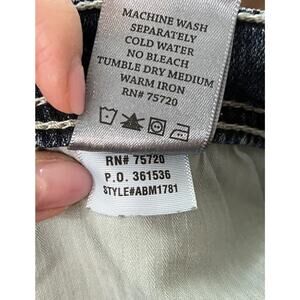 MACHINE WASH
SEPARATELY
COLD WATER
NO BLEACH
TUMBLE DRY MEDIUM
WARM IRON
RN# 75720
RN# 75720
P.O. 361536
STYLE#ABM1781